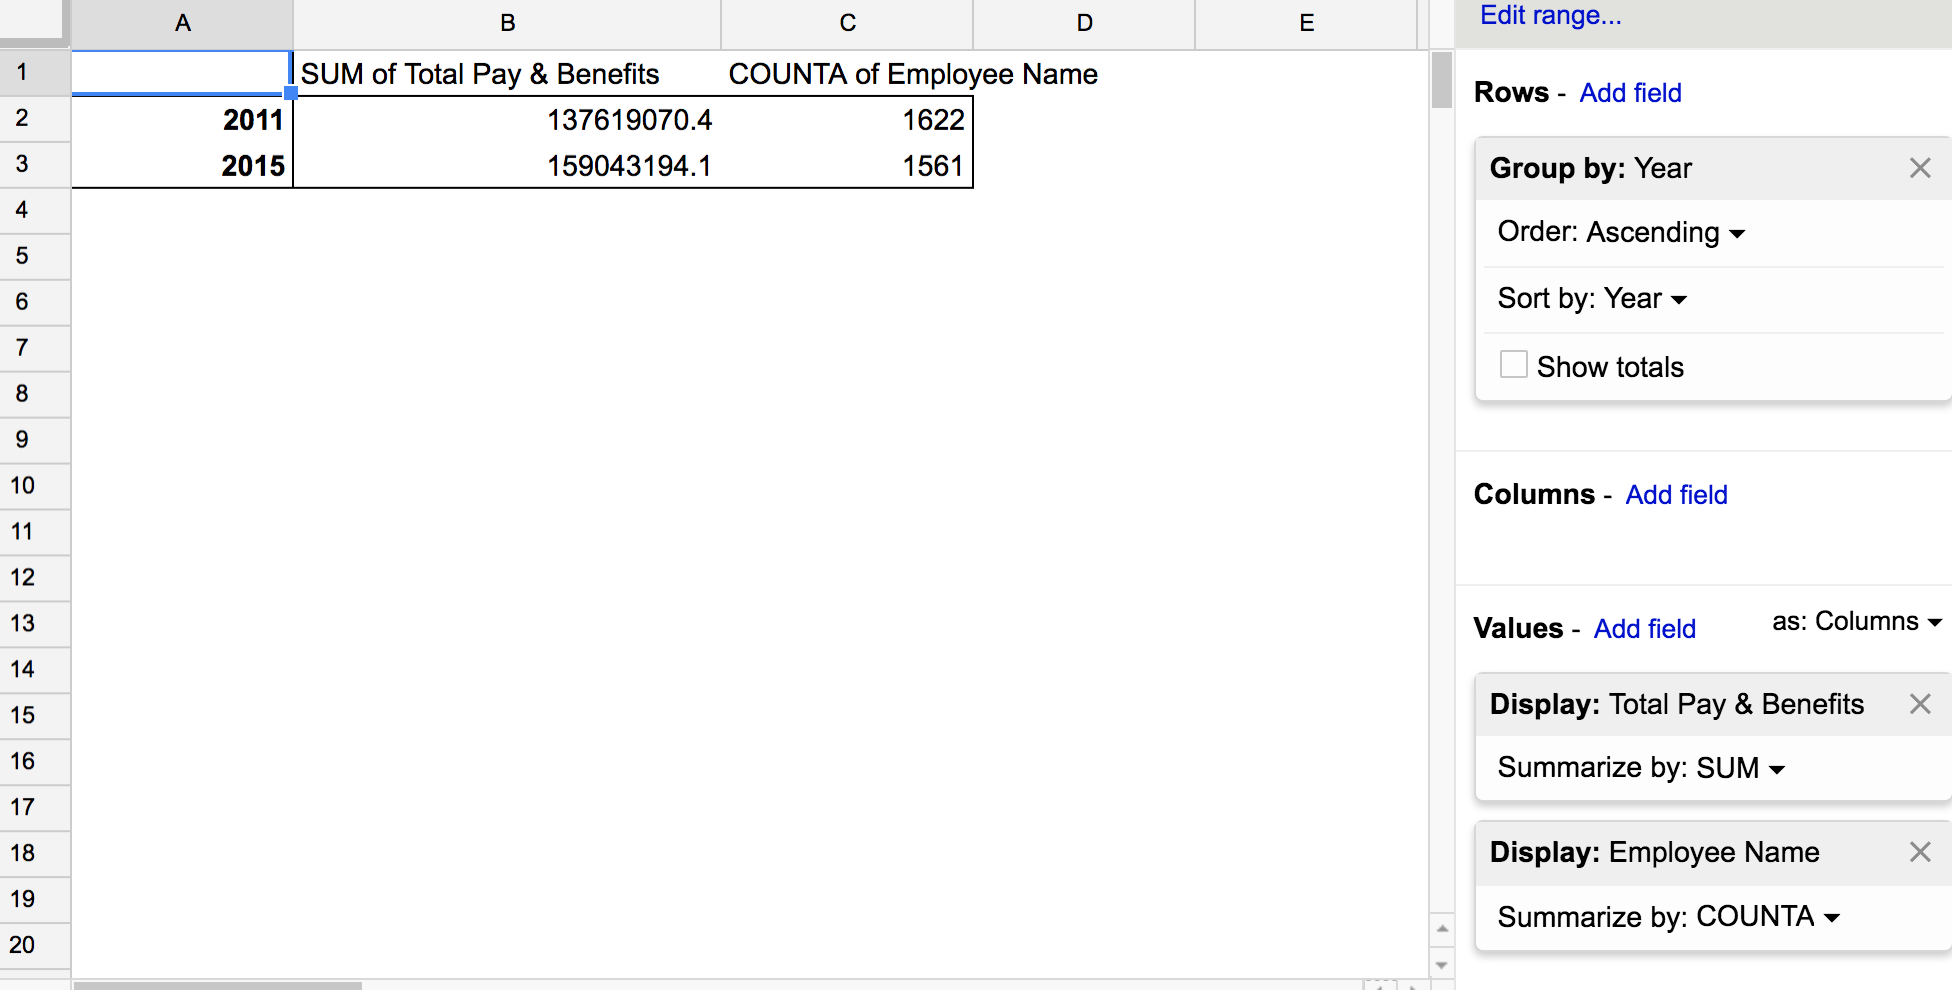 A B C D E
1 SUM of Total Pay & Benefits COUNTA of Employee Name
2 2011 137619070.4 1622
3 2015 159043194.1 1561
4
5
6
7
8
9
10
11
12
13
14
15
16
17
18
19
20
Edit range...
Rows - Add field
Group by: Year
Order: Ascending
Sort by: Year
Show totals
Columns - Add field
Values - Add field as: Columns
Display: Total Pay & Benefits
Summarize by: SUM
Display: Employee Name
Summarize by: COUNTA